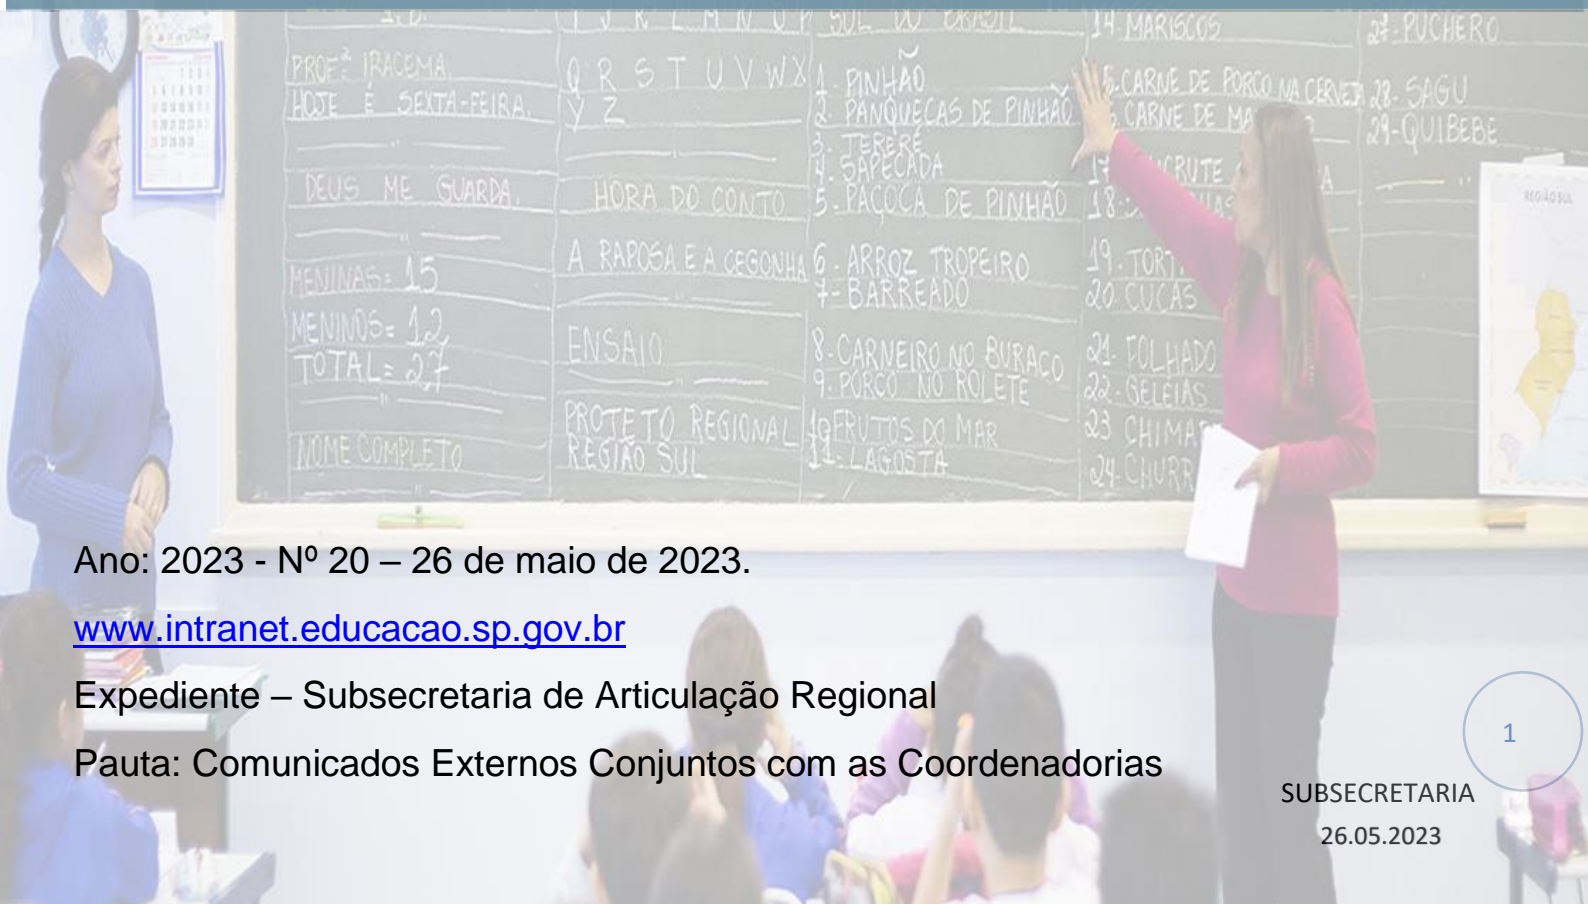 PROFª IRACEMA.
HOJE É SEXTA-FEIRA.
DEUS ME GUARDA.
MENINAS= 15
MENINOS= 12
TOTAL= 27
NOME COMPLETO
I J K L M N O P
Q R S T U V W X
Y Z
HORA DO CONTO
A RAPOSA E A CEGONHA
ENSAIO
PROJETO REGIONAL
REGIÃO SUL
SUL DO BRASIL
1- PINHÃO
2- PANQUECAS DE PINHÃO
3- TERERÉ
4- SAPECADA
5- PAÇOCA DE PINHÃO
6- ARROZ TROPEIRO
7- BARREADO
8- CARNEIRO NO BURACO
9- PORCO NO ROLETE
10 FRUTOS DO MAR
11- LAGOSTA
14 MARISCOS
CARNE DE PORCO NA CERVEJA
CARNE DE
17
18-
19-
20 CUCAS
21- FOLHADO
22- GELEIAS
23
24-
27- PUCHERO
28- SAGU
29- QUIBEBE
REGIÃO SUL
Ano: 2023 - Nº 20 – 26 de maio de 2023.
www.intranet.educacao.sp.gov.br
Expediente – Subsecretaria de Articulação Regional
Pauta: Comunicados Externos Conjuntos com as Coordenadorias
1
SUBSECRETARIA
26.05.2023